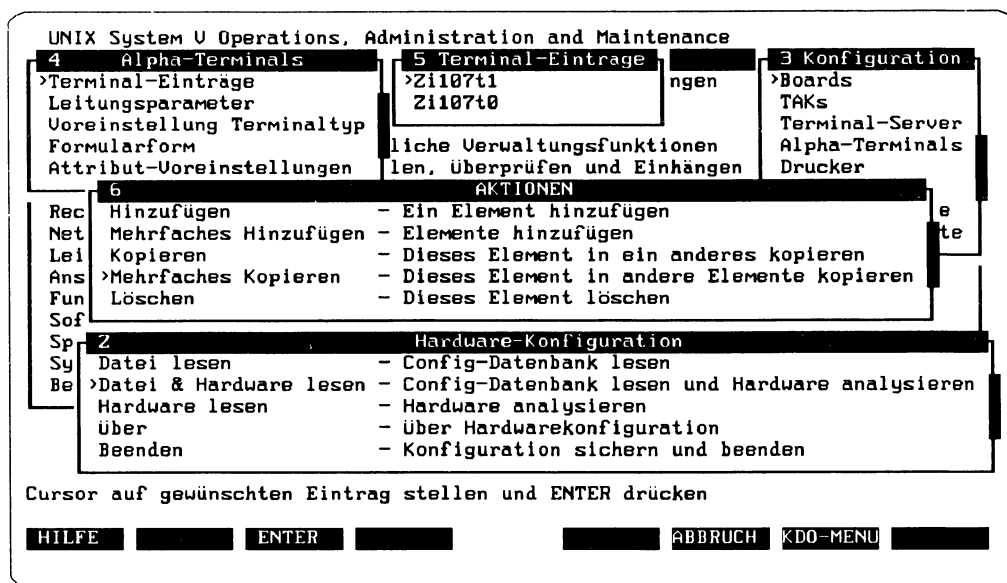 UNIX System V Operations, Administration and Maintenance
4 Alpha-Terminals
>Terminal-Einträge
Leitungsparameter
Voreinstellung Terminaltyp
Formularform
Attribut-Voreinstellungen
5 Terminal-Einträge
>Zi107t1
Zi107t0
ngen
liche Verwaltungsfunktionen
len, Überprüfen und Einhängen
3 Konfiguration
>Boards
TAKs
Terminal-Server
Alpha-Terminals
Drucker
6 AKTIONEN
Rec Hinzufügen - Ein Element hinzufügen e
Net Mehrfaches Hinzufügen - Elemente hinzufügen te
Lei Kopieren - Dieses Element in ein anderes kopieren
Ans >Mehrfaches Kopieren - Dieses Element in andere Elemente kopieren
Fun Löschen - Dieses Element löschen
Sof
Sp 2 Hardware-Konfiguration
Sy Datei lesen - Config-Datenbank lesen
Be >Datei & Hardware lesen - Config-Datenbank lesen und Hardware analysieren
Hardware lesen - Hardware analysieren
Über - Über Hardwarekonfiguration
Beenden - Konfiguration sichern und beenden
Cursor auf gewünschten Eintrag stellen und ENTER drücken
HILFE ENTER ABBRUCH KDO-MENU